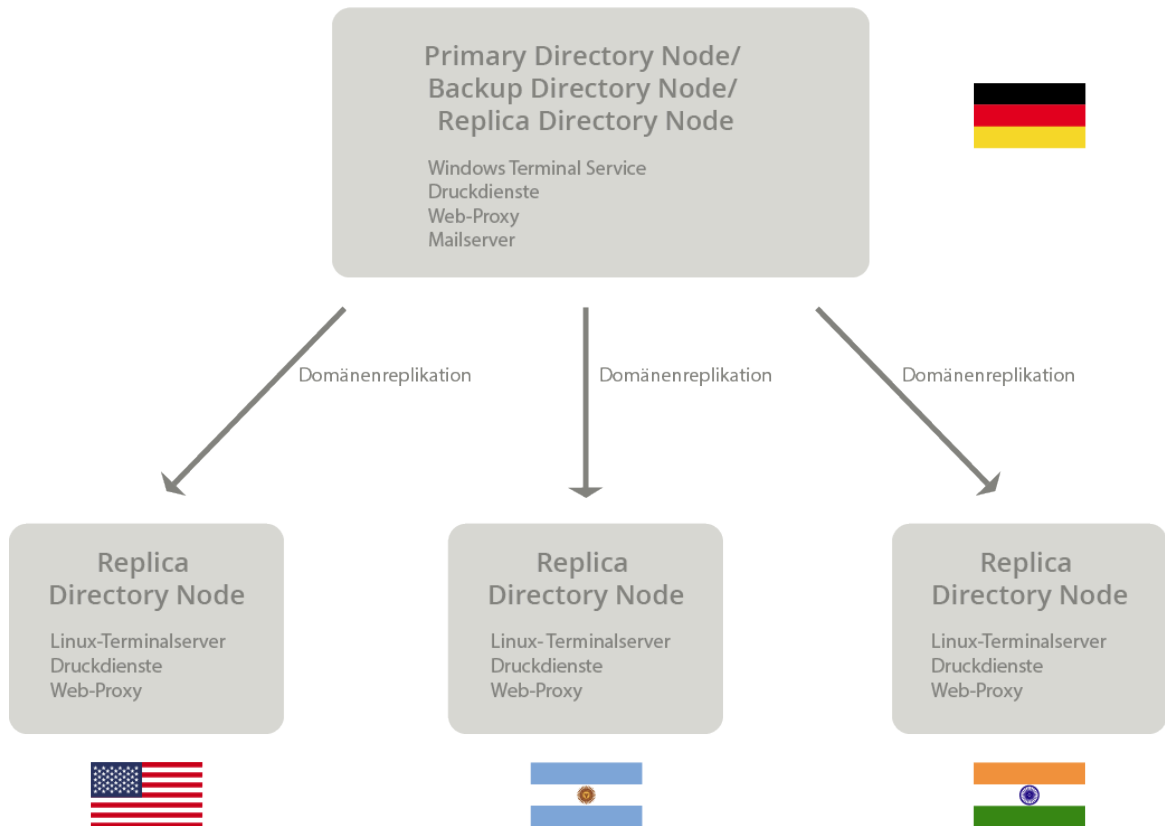 Primary Directory Node/
Backup Directory Node/
Replica Directory Node
Windows Terminal Service
Druckdienste
Web-Proxy
Mailserver
Domänenreplikation
Domänenreplikation
Domänenreplikation
Replica
Directory Node
Linux-Terminalserver
Druckdienste
Web-Proxy
Replica
Directory Node
Linux- Terminalserver
Druckdienste
Web-Proxy
Replica
Directory Node
Linux-Terminalserver
Druckdienste
Web-Proxy